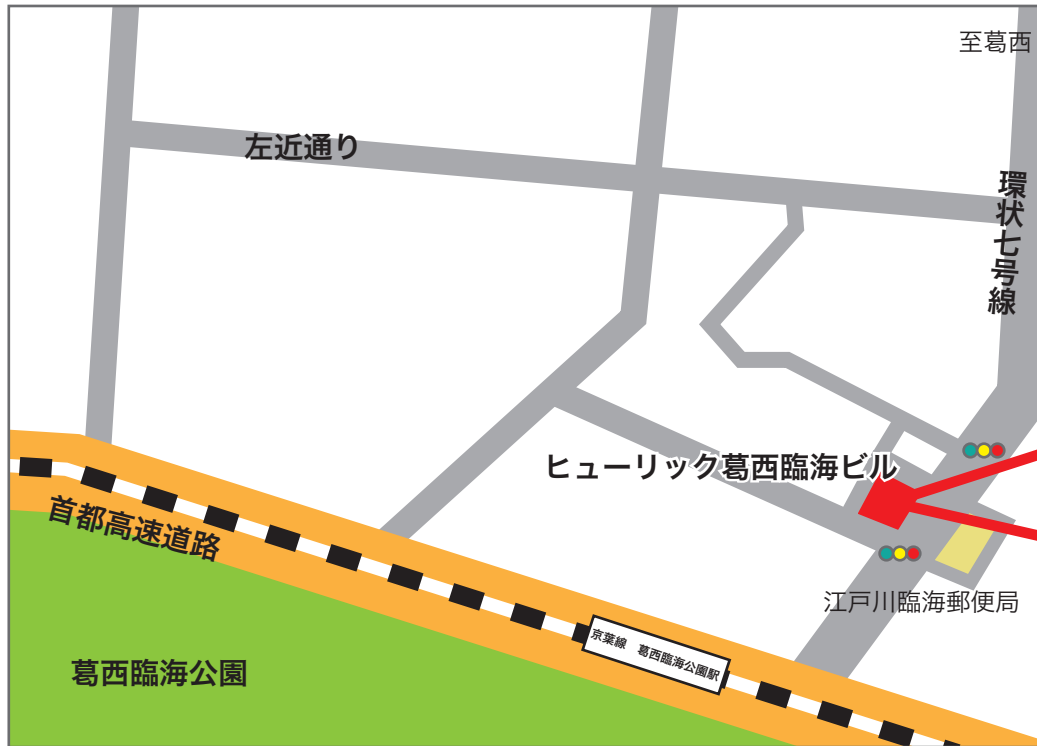 至葛西
左近通り
環状七号線
ヒューリック葛西臨海ビル
首都高速道路
江戸川臨海郵便局
京葉線　葛西臨海公園駅
葛西臨海公園